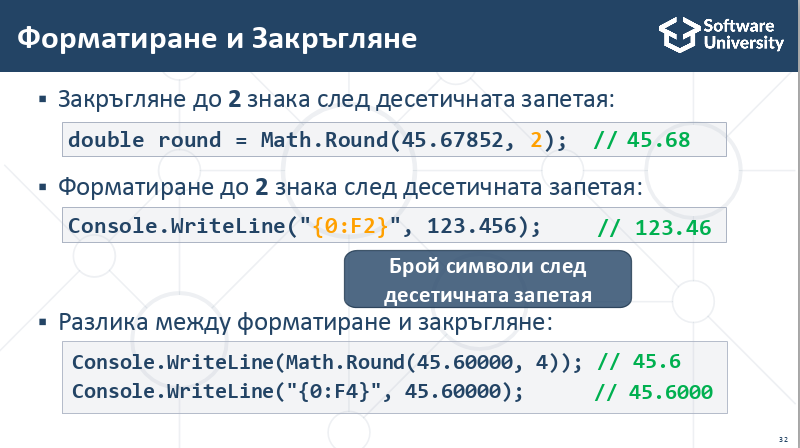 Форматиране и Закръгляне
Software
University
▪ Закръгляне до 2 знака след десетичната запетая:
double round = Math.Round(45.67852, 2); // 45.68
▪ Форматиране до 2 знака след десетичната запетая:
Console.WriteLine("{0:F2}", 123.456); // 123.46
Брой символи след
десетичната запетая
▪ Разлика между форматиране и закръгляне:
Console.WriteLine(Math.Round(45.60000, 4)); // 45.6
Console.WriteLine("{0:F4}", 45.60000); // 45.6000
32